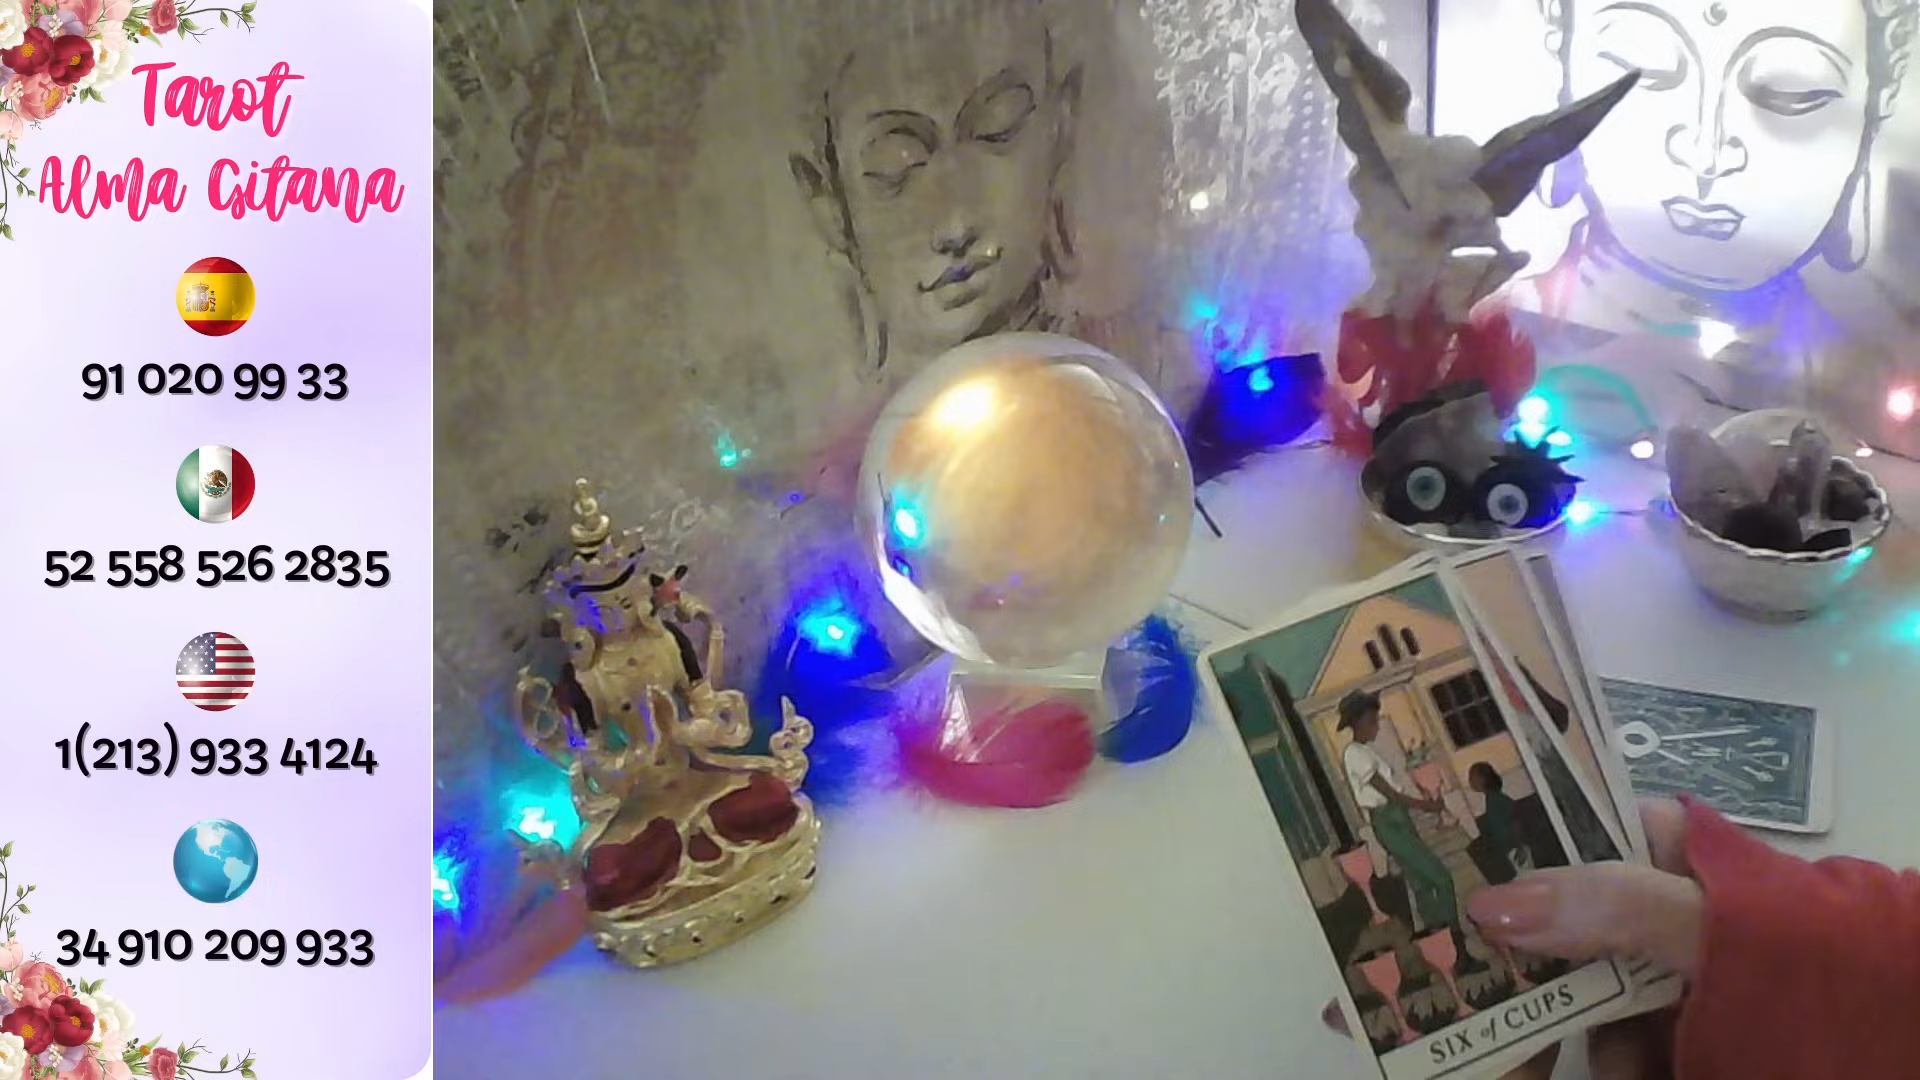 Tarot
Alma Gitana
91 020 99 33
52 558 526 2835
1(213) 933 4124
34 910 209 933
SIX of CUPS